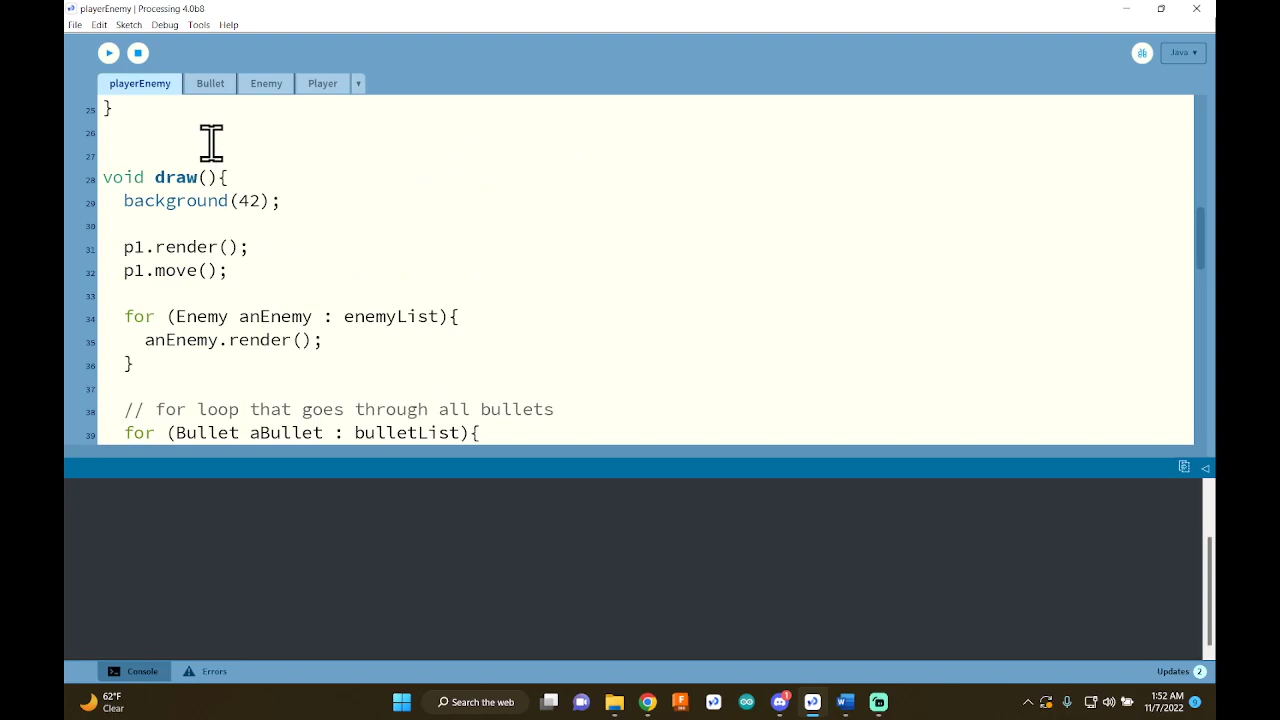 playerEnemy | Processing 4.0b8
File Edit Sketch Debug Tools Help
Java ▾
playerEnemy Bullet Enemy Player ▾
25 }
26
27
28 void draw(){
29 background(42);
30
31 p1.render();
32 p1.move();
33
34 for (Enemy anEnemy : enemyList){
35 anEnemy.render();
36 }
37
38 // for loop that goes through all bullets
39 for (Bullet aBullet : bulletList){
Console Errors Updates 2
62°F
Clear
Search the web
1
1:52 AM
11/7/2022
9